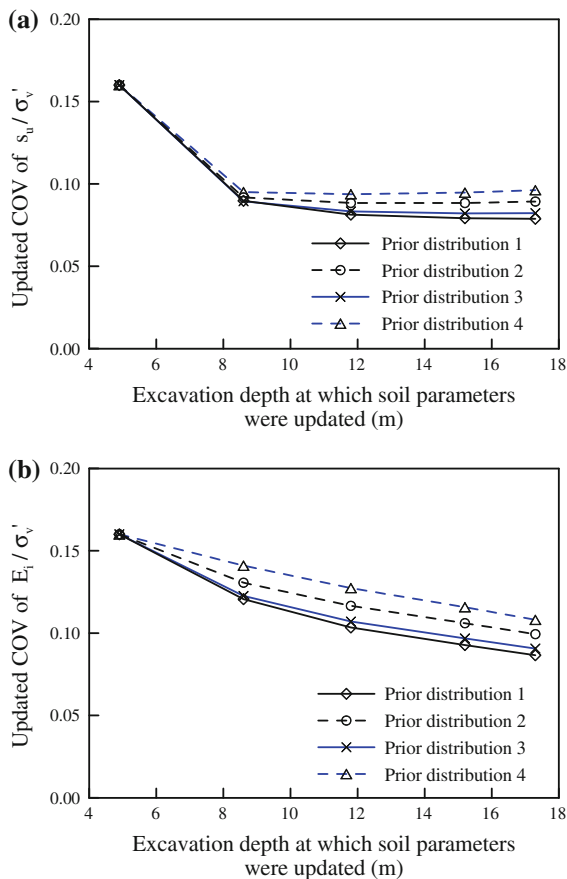 (a)
0.20
0.15
0.10
0.05
0.00
Updated COV of s_u / σ_v'
Prior distribution 1
Prior distribution 2
Prior distribution 3
Prior distribution 4
4 6 8 10 12 14 16 18
Excavation depth at which soil parameters
were updated (m)
(b)
0.20
0.15
0.10
0.05
0.00
Updated COV of E_i / σ_v'
Prior distribution 1
Prior distribution 2
Prior distribution 3
Prior distribution 4
4 6 8 10 12 14 16 18
Excavation depth at which soil parameters
were updated (m)